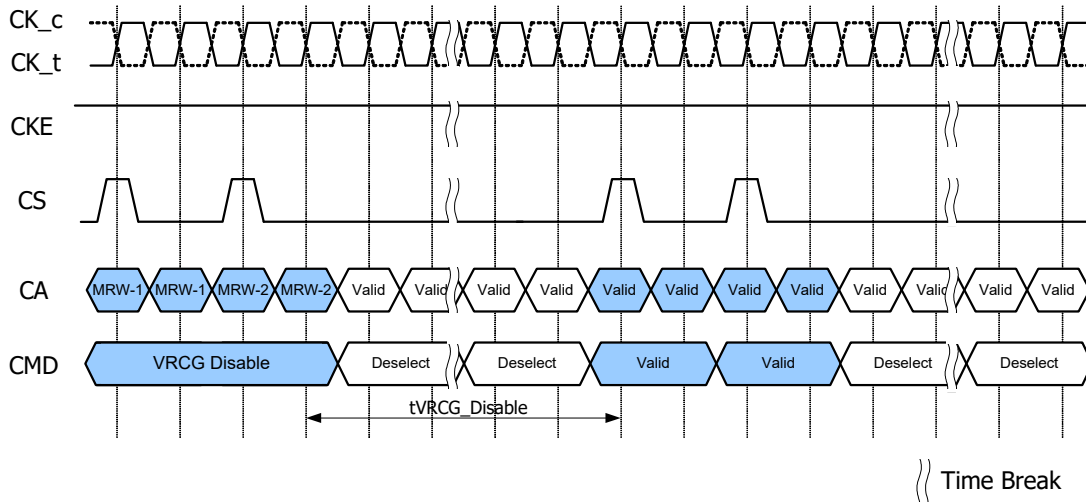 CK_c
CK_t
CKE
CS
CA MRW-1 MRW-1 MRW-2 MRW-2 Valid Valid Valid Valid Valid Valid Valid Valid Valid Valid Valid Valid
CMD VRCG Disable Deselect Deselect Valid Valid Deselect Deselect
tVRCG_Disable
Time Break